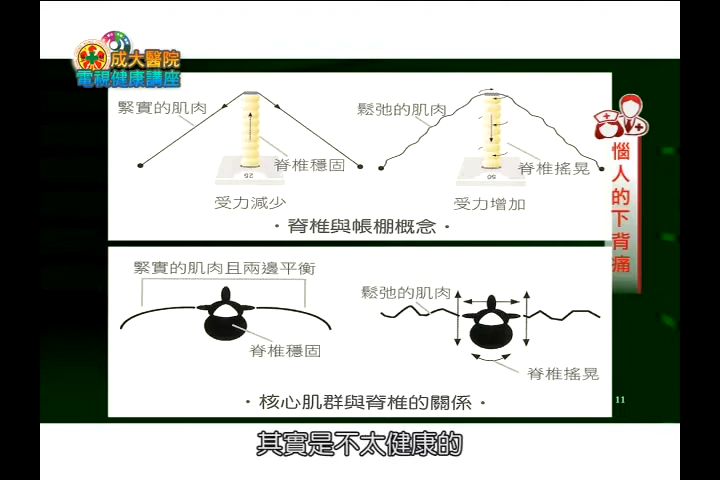 成大醫院
電視健康講座
緊實的肌肉
脊椎穩固
25
受力減少
鬆弛的肌肉
脊椎搖晃
50
受力增加
·脊椎與帳棚概念·
惱人的下背痛
緊實的肌肉且兩邊平衡
脊椎穩固
鬆弛的肌肉
脊椎搖晃
·核心肌群與脊椎的關係·
11
其實是不太健康的